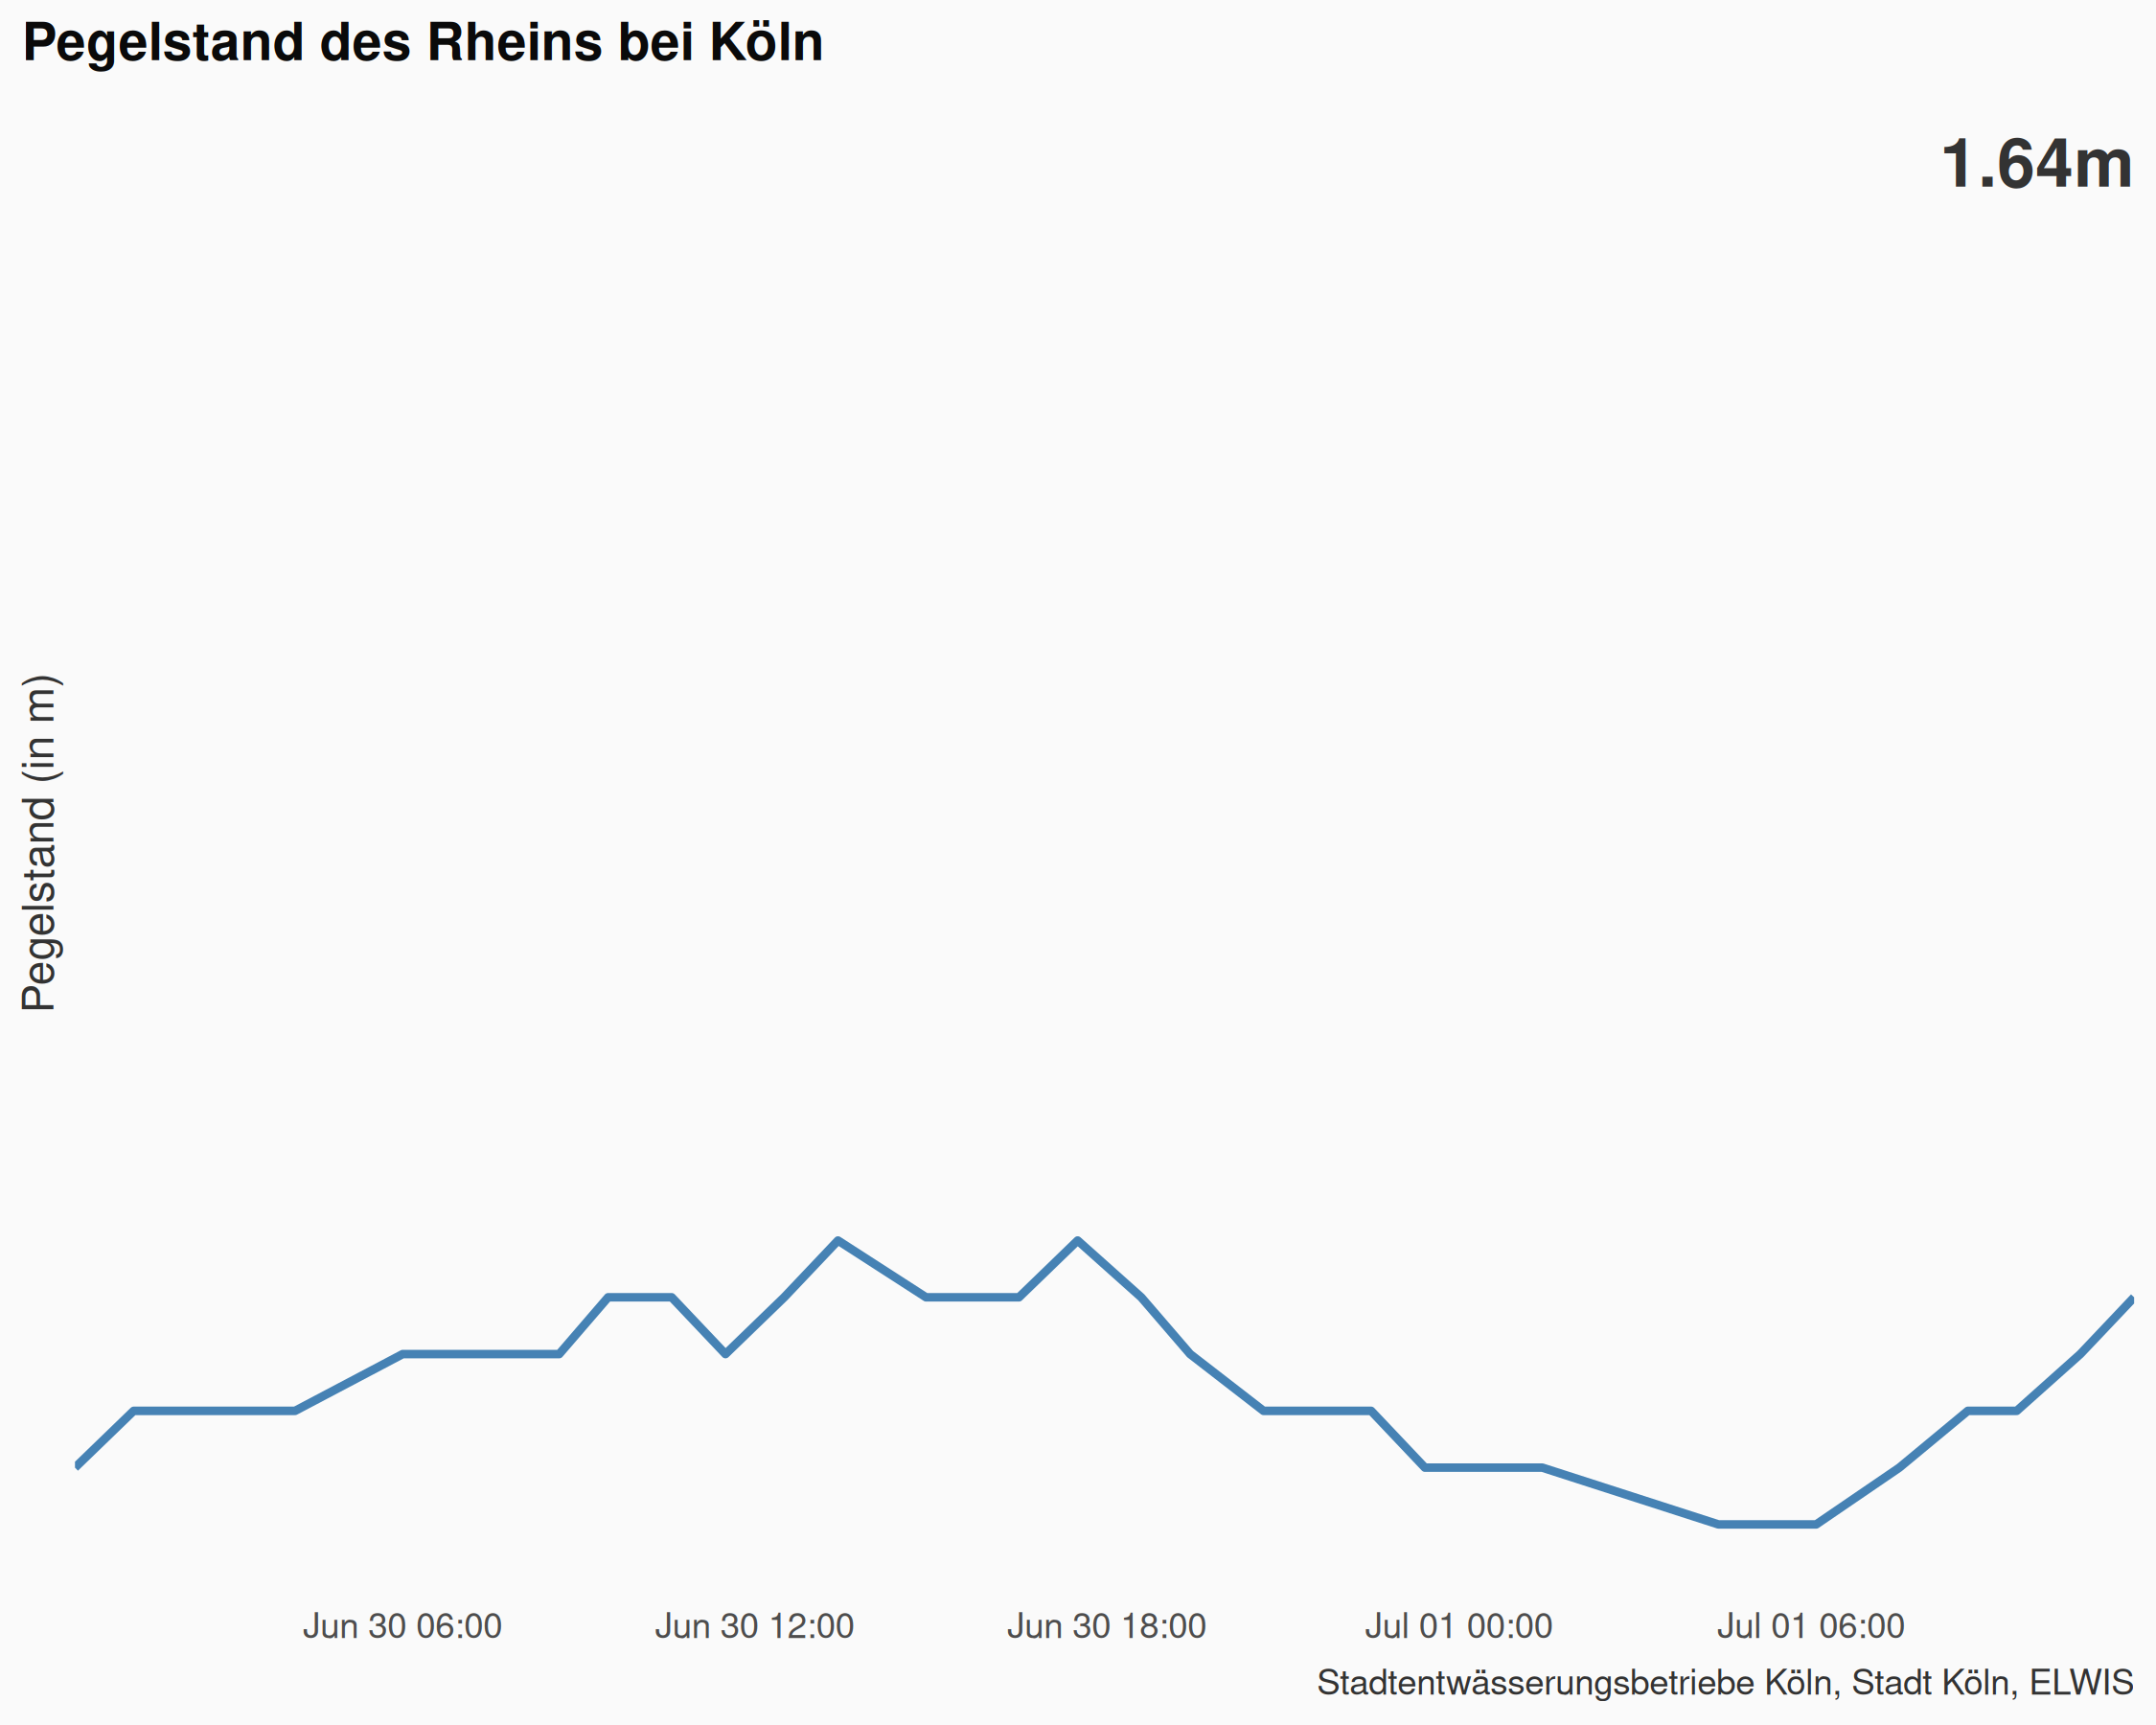 Pegelstand des Rheins bei Köln
1.64m
Pegelstand (in m)
Jun 30 06:00 Jun 30 12:00 Jun 30 18:00 Jul 01 00:00 Jul 01 06:00
Stadtentwässerungsbetriebe Köln, Stadt Köln, ELWIS